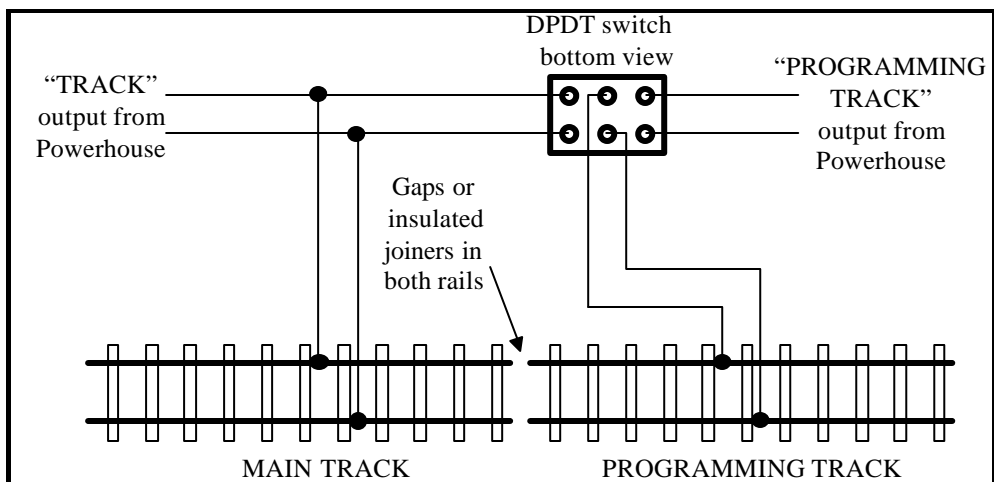 DPDT switch
bottom view
“TRACK”
output from
Powerhouse
“PROGRAMMING
TRACK”
output from
Powerhouse
Gaps or
insulated
joiners in
both rails
MAIN TRACK
PROGRAMMING TRACK